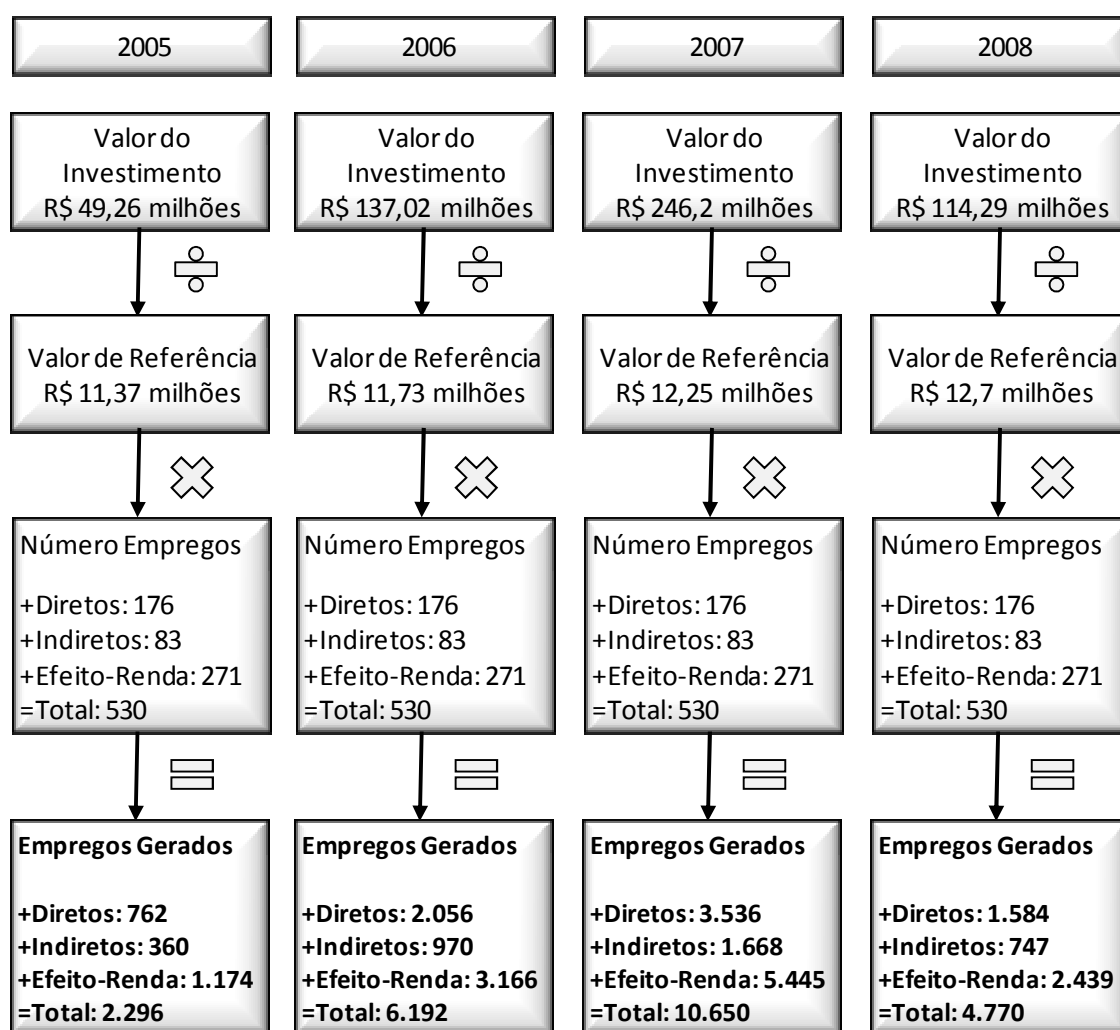 2005
2006
2007
2008
Valor do
Investimento
R$ 49,26 milhões
Valor do
Investimento
R$ 137,02 milhões
Valor do
Investimento
R$ 246,2 milhões
Valor do
Investimento
R$ 114,29 milhões
Valor de Referência
R$ 11,37 milhões
Valor de Referência
R$ 11,73 milhões
Valor de Referência
R$ 12,25 milhões
Valor de Referência
R$ 12,7 milhões
Número Empregos
+Diretos: 176
+Indiretos: 83
+Efeito-Renda: 271
=Total: 530
Número Empregos
+Diretos: 176
+Indiretos: 83
+Efeito-Renda: 271
=Total: 530
Número Empregos
+Diretos: 176
+Indiretos: 83
+Efeito-Renda: 271
=Total: 530
Número Empregos
+Diretos: 176
+Indiretos: 83
+Efeito-Renda: 271
=Total: 530
Empregos Gerados
+Diretos: 762
+Indiretos: 360
+Efeito-Renda: 1.174
=Total: 2.296
Empregos Gerados
+Diretos: 2.056
+Indiretos: 970
+Efeito-Renda: 3.166
=Total: 6.192
Empregos Gerados
+Diretos: 3.536
+Indiretos: 1.668
+Efeito-Renda: 5.445
=Total: 10.650
Empregos Gerados
+Diretos: 1.584
+Indiretos: 747
+Efeito-Renda: 2.439
=Total: 4.770